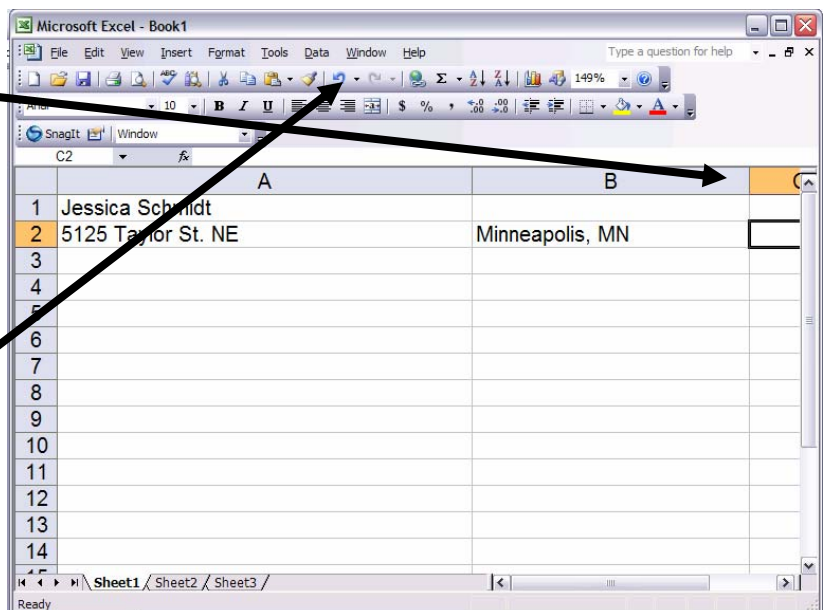 Microsoft Excel - Book1
File Edit View Insert Format Tools Data Window Help Type a question for help
Σ 149%
10 B I U $ % ,
SnagIt Window
C2 fx
A B C
1 Jessica Schmidt
2 5125 Taylor St. NE Minneapolis, MN
3
4
5
6
7
8
9
10
11
12
13
14
Sheet1 / Sheet2 / Sheet3 /
Ready